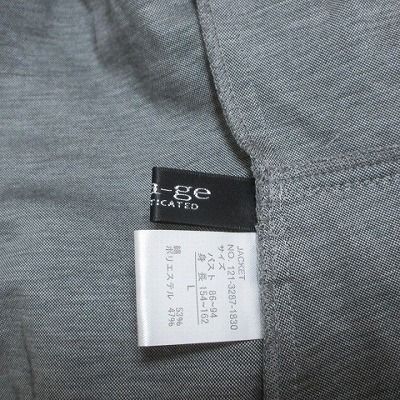 a-ge
TICATED
JACKET
NO. 121-3287-1830
サイズ
バスト 86~94
身 長 154~162
L
綿 53%
ポリエステル 47%